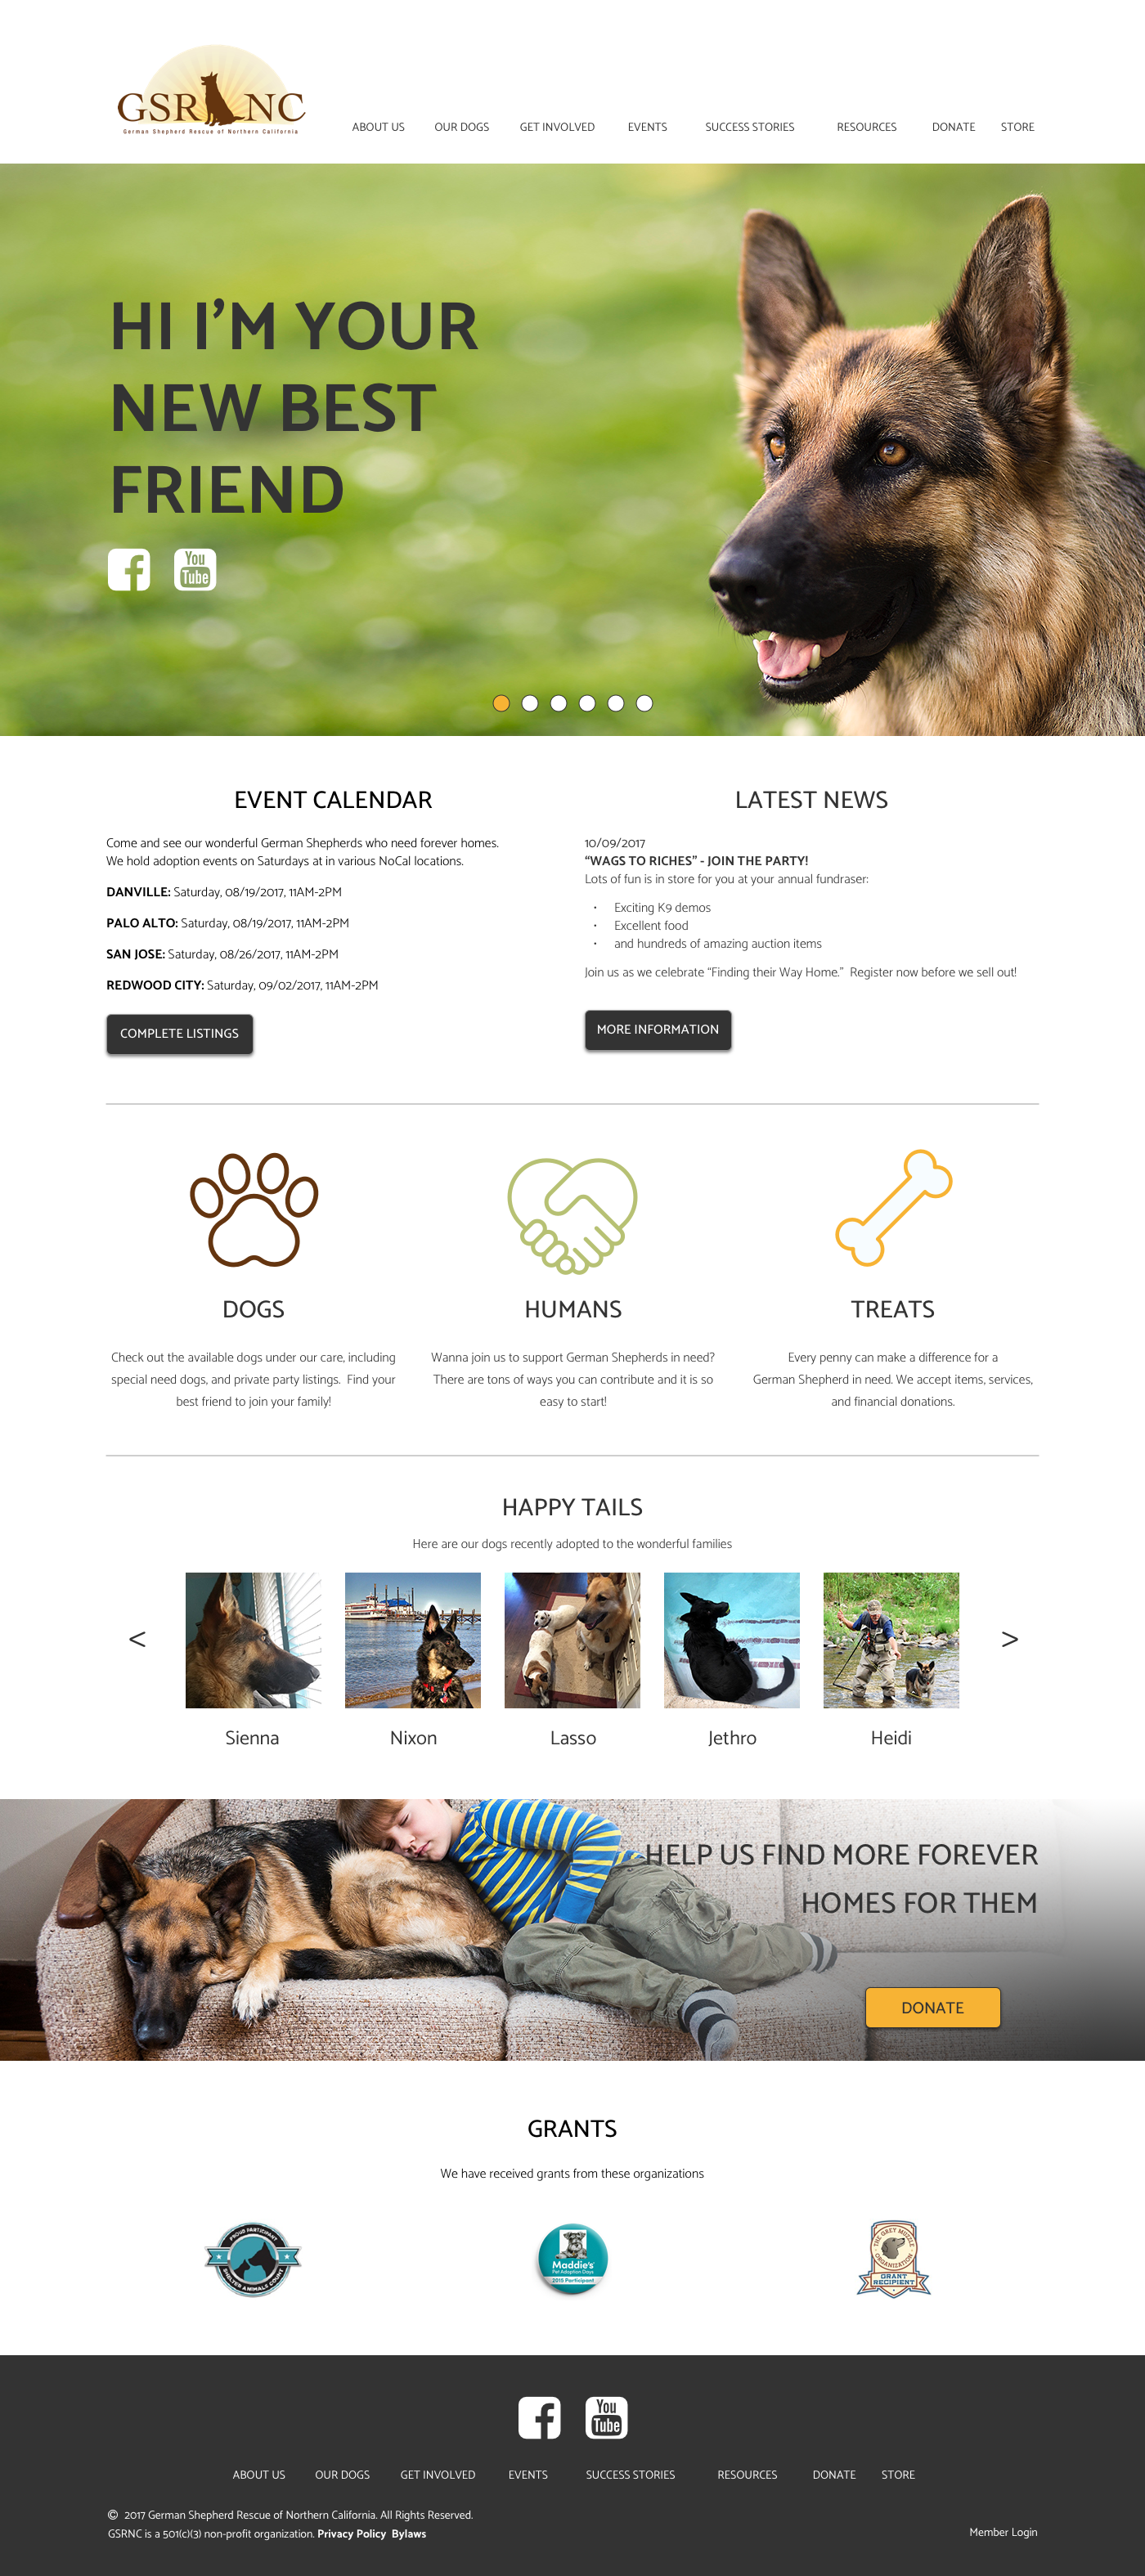 GSR NC
German Shepherd Rescue of Northern California
ABOUT US OUR DOGS GET INVOLVED EVENTS SUCCESS STORIES RESOURCES DONATE STORE
HI I’M YOUR
NEW BEST
FRIEND
You
Tube
EVENT CALENDAR
Come and see our wonderful German Shepherds who need forever homes.
We hold adoption events on Saturdays at in various NoCal locations.
DANVILLE: Saturday, 08/19/2017, 11AM-2PM
PALO ALTO: Saturday, 08/19/2017, 11AM-2PM
SAN JOSE: Saturday, 08/26/2017, 11AM-2PM
REDWOOD CITY: Saturday, 09/02/2017, 11AM-2PM
COMPLETE LISTINGS
LATEST NEWS
10/09/2017
“WAGS TO RICHES” - JOIN THE PARTY!
Lots of fun is in store for you at your annual fundraser:
• Exciting K9 demos
• Excellent food
• and hundreds of amazing auction items
Join us as we celebrate “Finding their Way Home.” Register now before we sell out!
MORE INFORMATION
DOGS
Check out the available dogs under our care, including
special need dogs, and private party listings. Find your
best friend to join your family!
HUMANS
Wanna join us to support German Shepherds in need?
There are tons of ways you can contribute and it is so
easy to start!
TREATS
Every penny can make a difference for a
German Shepherd in need. We accept items, services,
and financial donations.
HAPPY TAILS
Here are our dogs recently adopted to the wonderful families
< >
Sienna Nixon Lasso Jethro Heidi
HELP US FIND MORE FOREVER
HOMES FOR THEM
DONATE
GRANTS
We have received grants from these organizations
PROUD PARTICIPANT
SHELTER ANIMALS COUNT
Maddie's
Pet Adoption Days
2015 Participant
THE GREY MUZZLE
ORGANIZATION
GRANT
RECIPIENT
You
Tube
ABOUT US OUR DOGS GET INVOLVED EVENTS SUCCESS STORIES RESOURCES DONATE STORE
© 2017 German Shepherd Rescue of Northern California. All Rights Reserved.
GSRNC is a 501(c)(3) non-profit organization. Privacy Policy Bylaws
Member Login